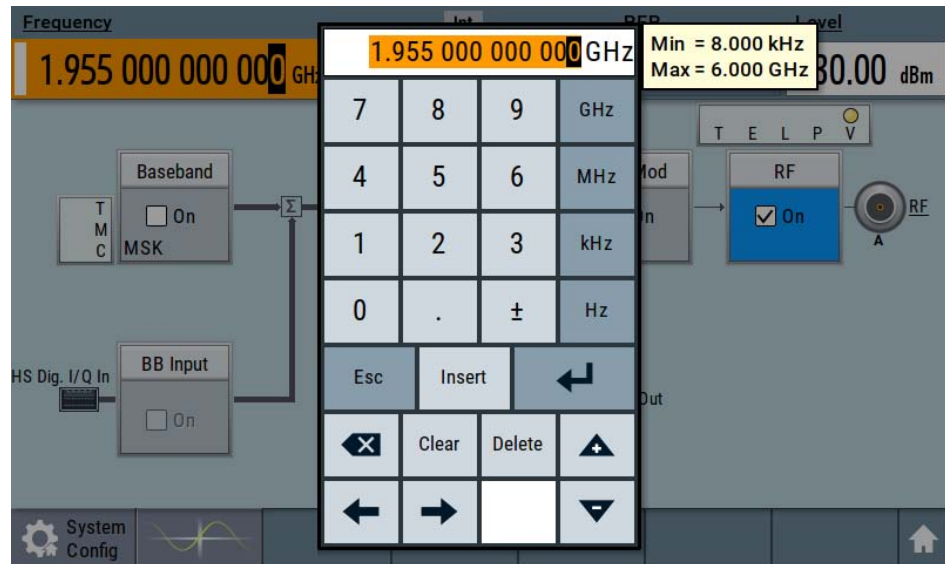 Frequency
Int
RFP
Level
1.955 000 000 000 GHz
1.955 000 000 000 GHz
Min = 8.000 kHz
Max = 6.000 GHz
30.00 dBm
7 8 9 GHz
T E L P V
Baseband
4 5 6 MHz
Mod
RF
T
M
C
On
Σ
On
RF
MSK
1 2 3 kHz
A
0 . ± Hz
HS Dig. I/Q In
BB Input
Esc Insert
Out
On
Clear Delete
System
Config